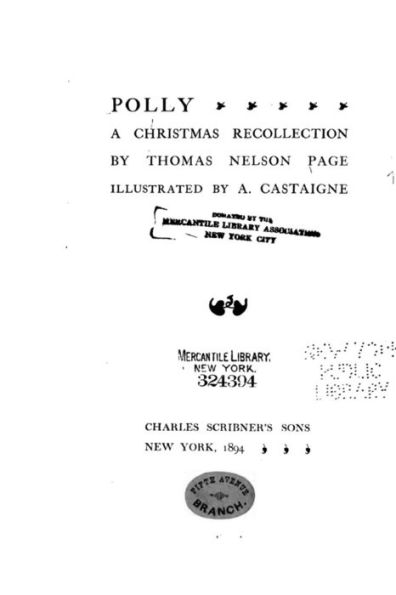 POLLY
A CHRISTMAS RECOLLECTION
BY THOMAS NELSON PAGE
ILLUSTRATED BY A. CASTAIGNE
DONATED BY THE
MERCANTILE LIBRARY ASSOCIATION
NEW YORK CITY
MERCANTILE LIBRARY.
NEW YORK.
324394
PUBLIC
LIBRARY
CHARLES SCRIBNER'S SONS
NEW YORK, 1894
FIFTH AVENUE
BRANCH.